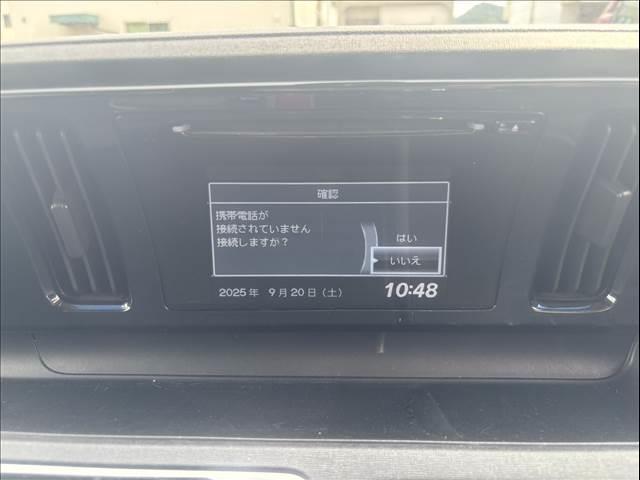 確認
携帯電話が
接続されていません
接続しますか?
はい
いいえ
2025年 9月20日(土) 10:48